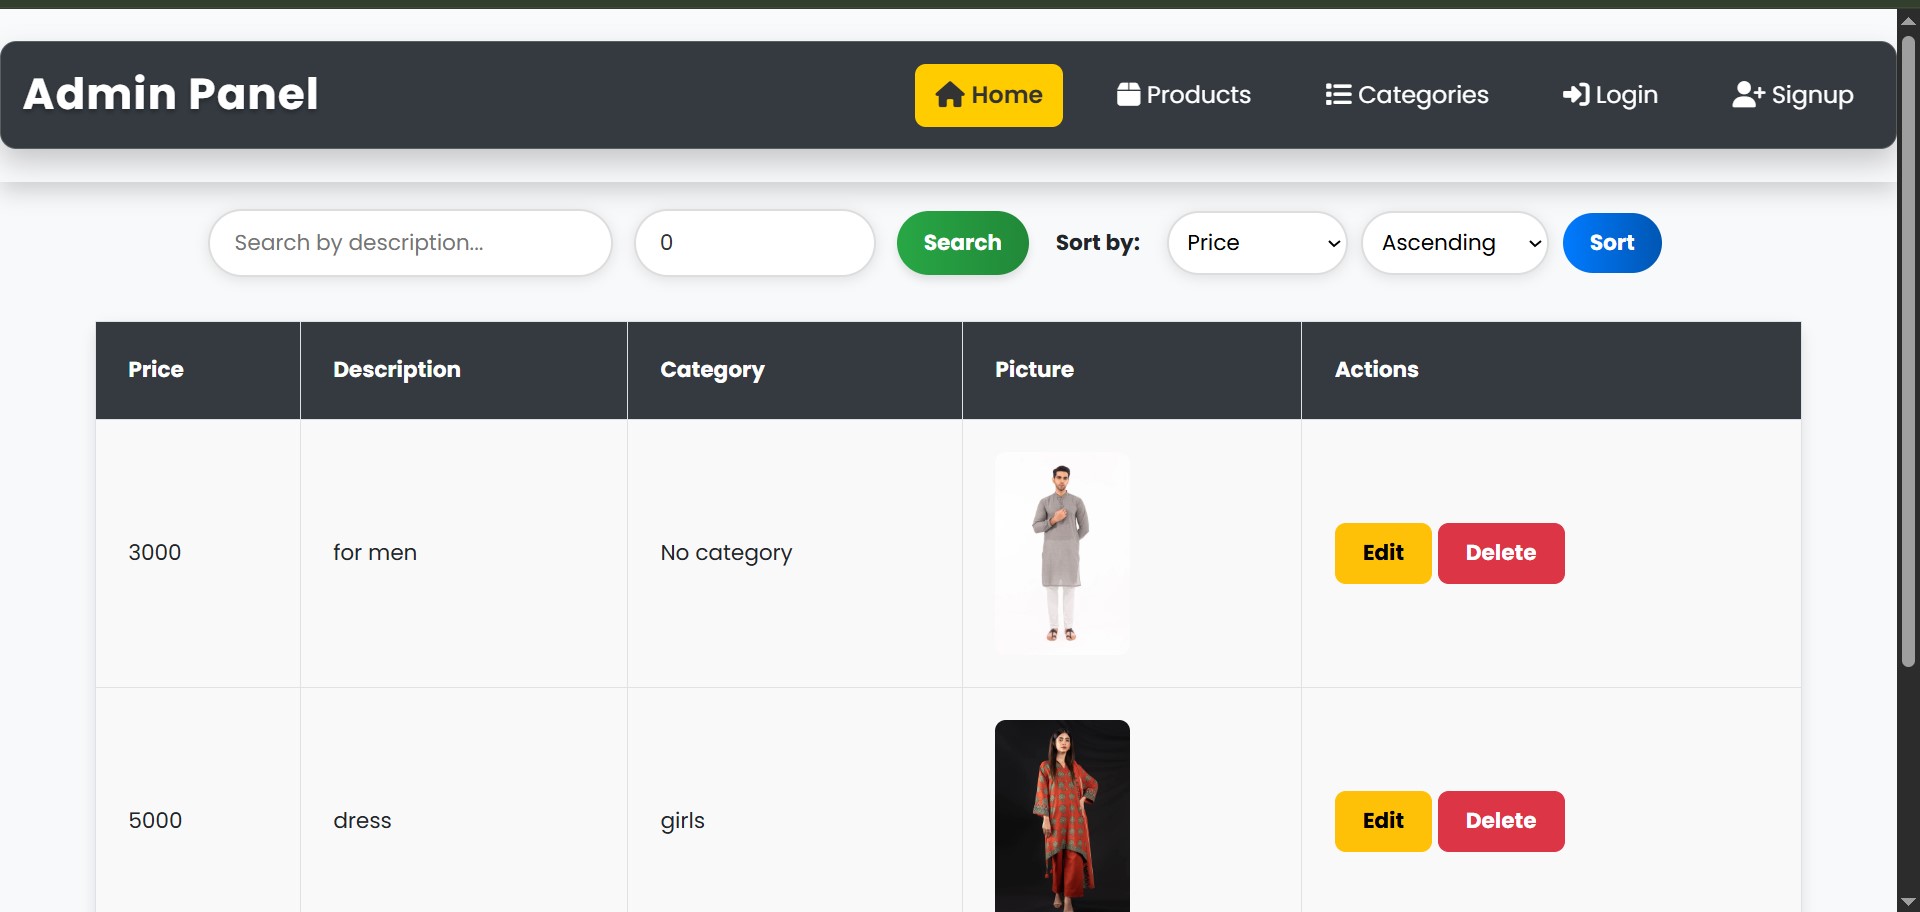 Admin Panel
Home
Products
Categories
Login
Signup
Search by description...
0
Search
Sort by:
Price
Ascending
Sort
Price
Description
Category
Picture
Actions
3000
for men
No category
Edit
Delete
5000
dress
girls
Edit
Delete